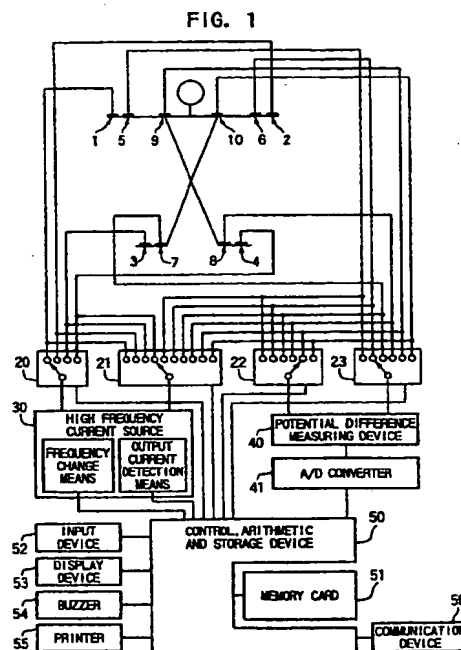 FIG. 1
1 5 9 10 6 2
3 7 8 4
20 21 22 23
30
HIGH FREQUENCY
CURRENT SOURCE
FREQUENCY
CHANGE
MEANS
OUTPUT
CURRENT
DETECTION
MEANS
40
POTENTIAL DIFFERENCE
MEASURING DEVICE
41
A/D CONVERTER
50
CONTROL, ARITHMETIC
AND STORAGE DEVICE
52
INPUT
DEVICE
53
DISPLAY
DEVICE
54
BUZZER
55
PRINTER
51
MEMORY CARD
COMMUNICATION
DEVICE